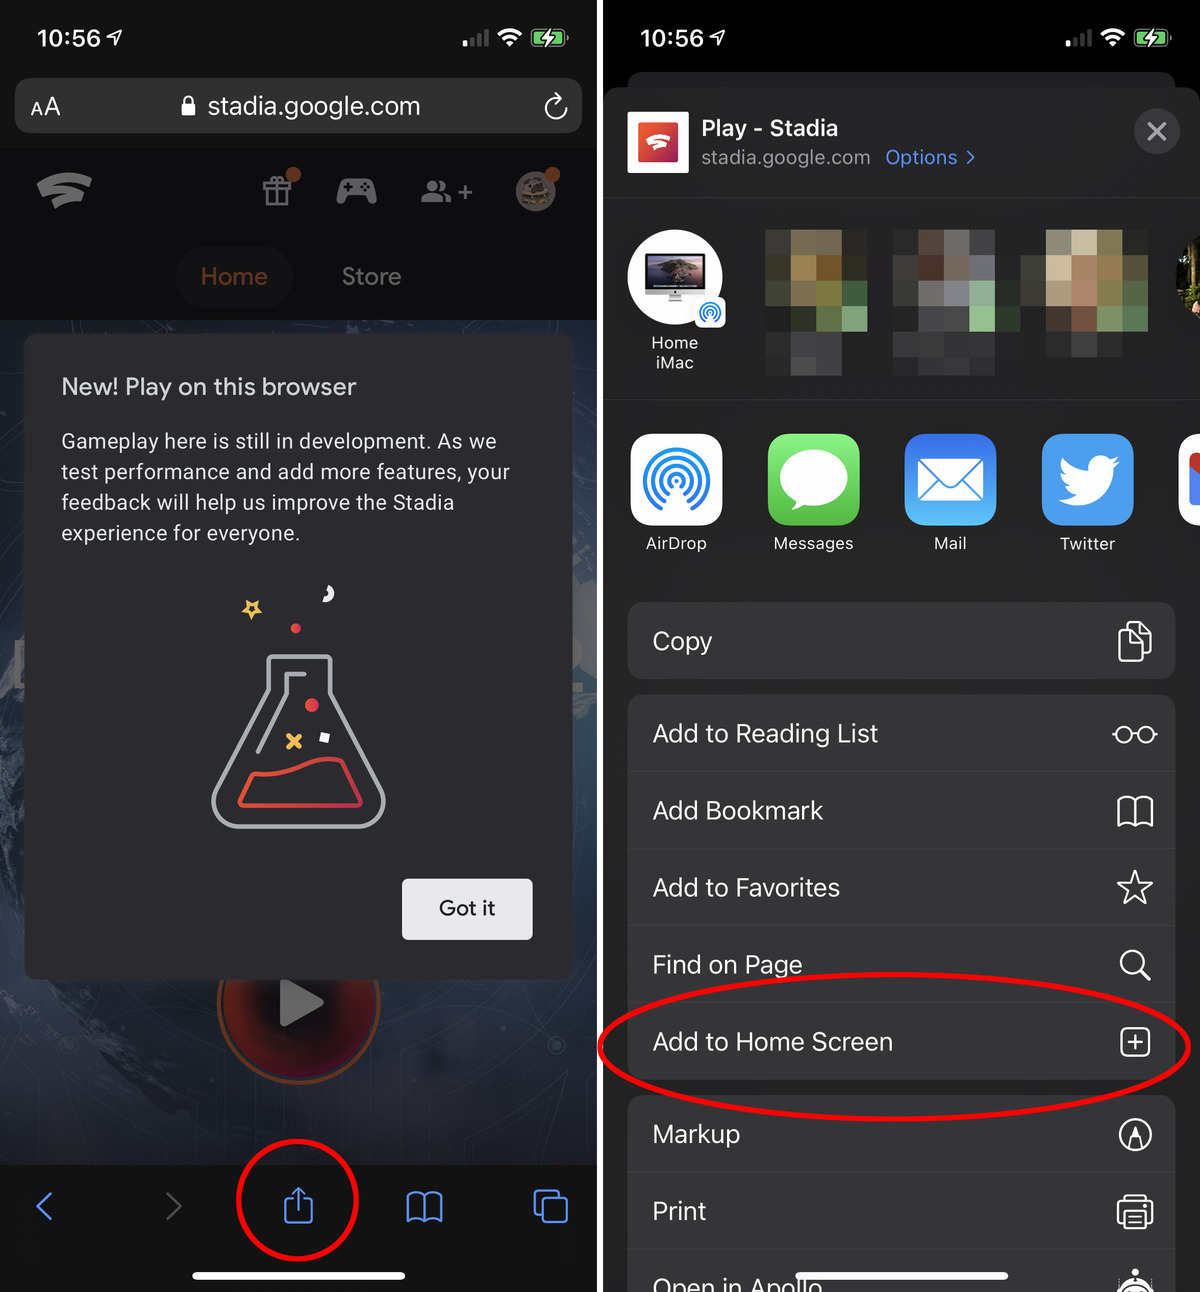 10:56
AA stadia.google.com
Home Store
New! Play on this browser
Gameplay here is still in development. As we
test performance and add more features, your
feedback will help us improve the Stadia
experience for everyone.
Got it
10:56
Play - Stadia
stadia.google.com Options >
Home
iMac
AirDrop Messages Mail Twitter
Copy
Add to Reading List
Add Bookmark
Add to Favorites
Find on Page
Add to Home Screen
Markup
Print
Open in Apollo